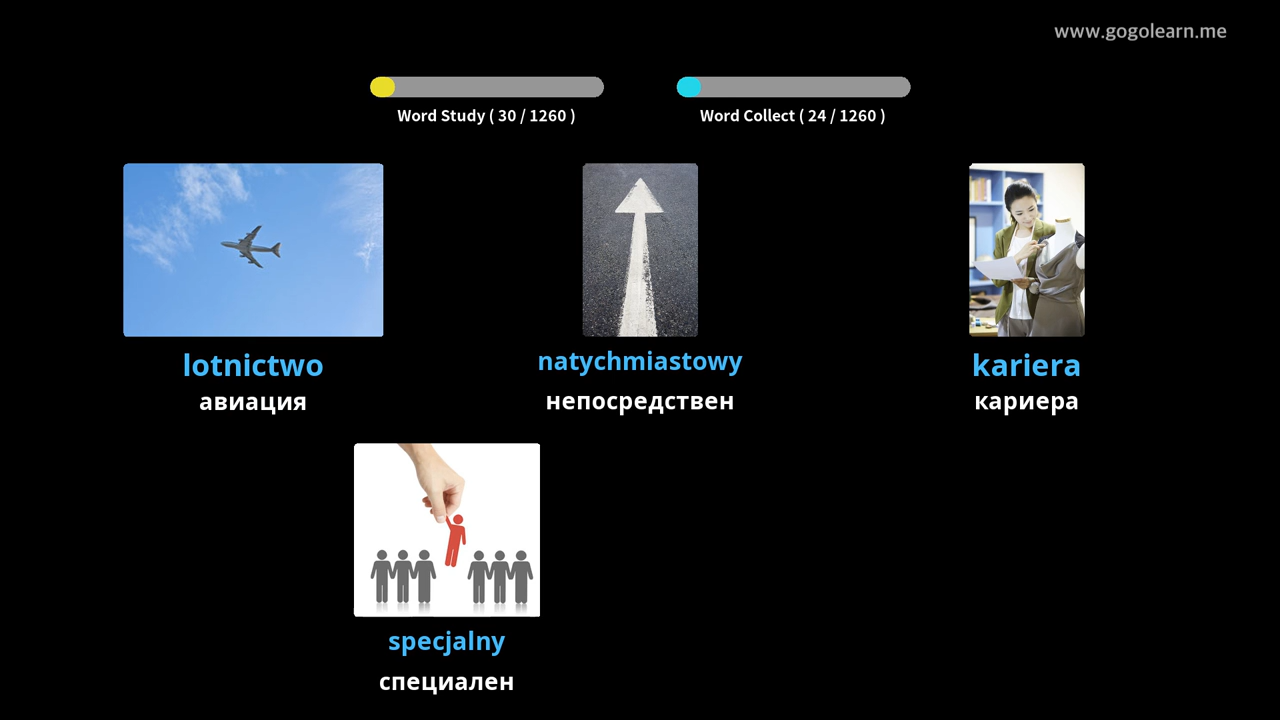 www.gogolearn.me
Word Study ( 30 / 1260 )
Word Collect ( 24 / 1260 )
lotnictwo
авиация
natychmiastowy
непосредствен
kariera
кариера
specjalny
специален